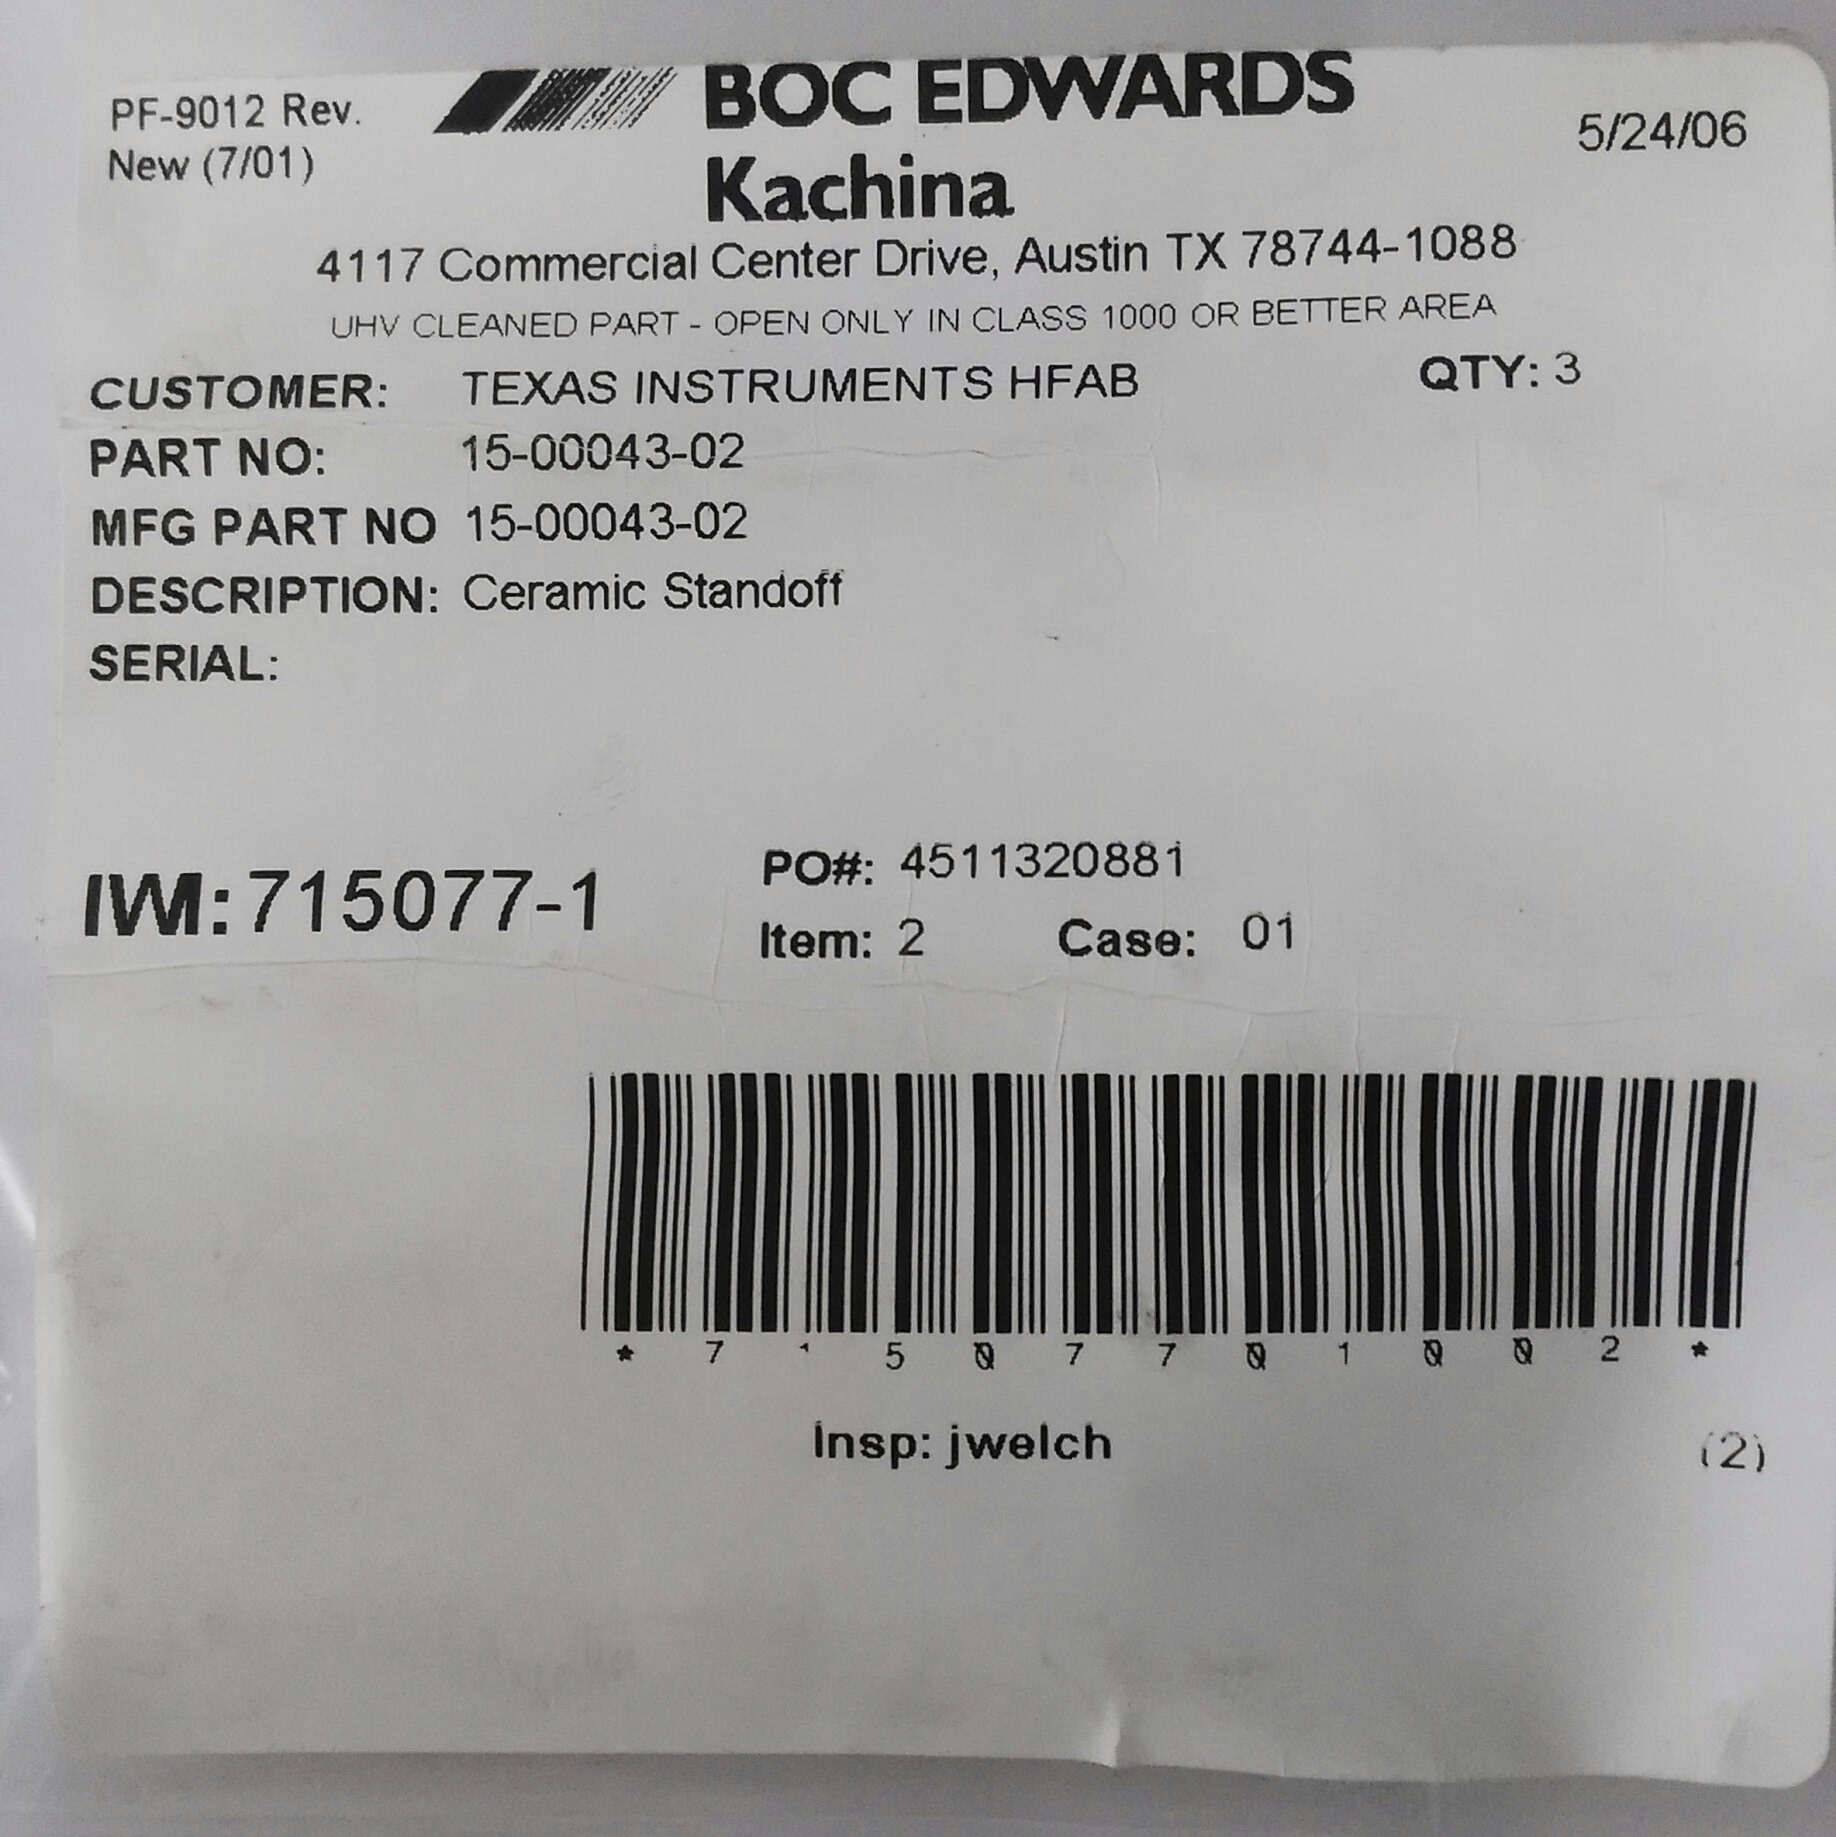 PF-9012 Rev.
New (7/01)
BOC EDWARDS
Kachina
5/24/06
4117 Commercial Center Drive, Austin TX 78744-1088
UHV CLEANED PART - OPEN ONLY IN CLASS 1000 OR BETTER AREA
CUSTOMER: TEXAS INSTRUMENTS HFAB QTY: 3
PART NO: 15-00043-02
MFG PART NO 15-00043-02
DESCRIPTION: Ceramic Standoff
SERIAL:
IWI: 715077-1
PO#: 4511320881
Item: 2 Case: 01
*71507701002*
Insp: jwelch (2)